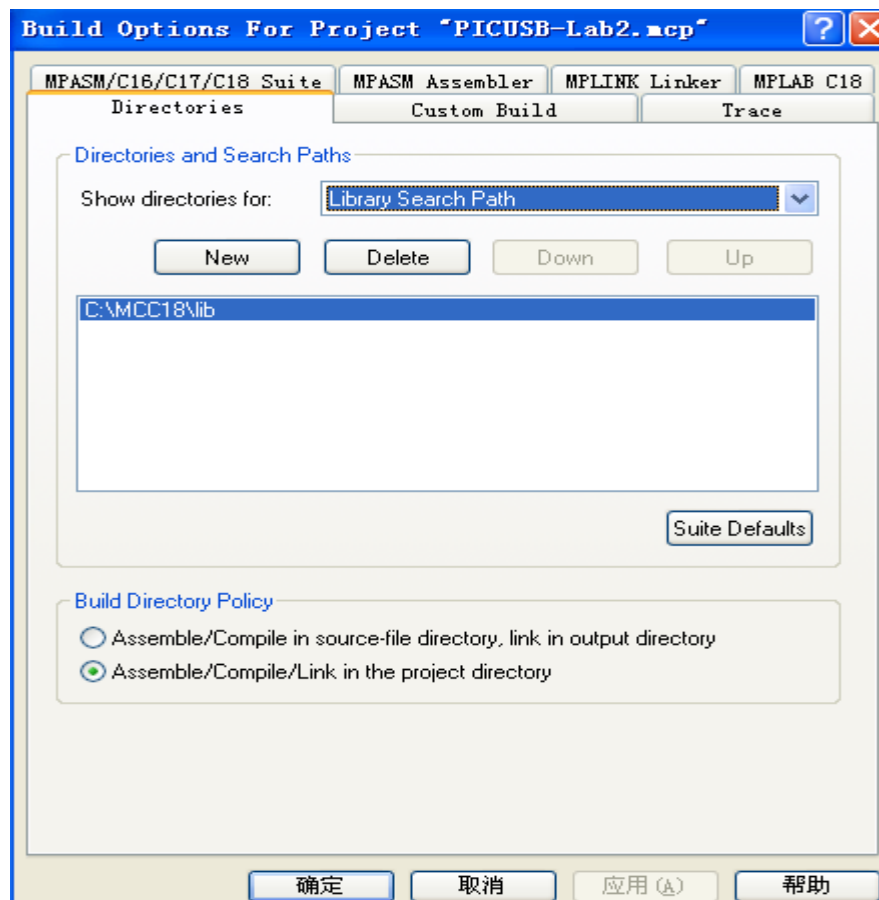 Build Options For Project "PICUSB-Lab2.mcp"
MPASM/C16/C17/C18 Suite MPASM Assembler MPLINK Linker MPLAB C18
Directories Custom Build Trace
Directories and Search Paths
Show directories for: Library Search Path
New Delete Down Up
C:\MCC18\lib
Suite Defaults
Build Directory Policy
Assemble/Compile in source-file directory, link in output directory
Assemble/Compile/Link in the project directory
确定 取消 应用(A) 帮助